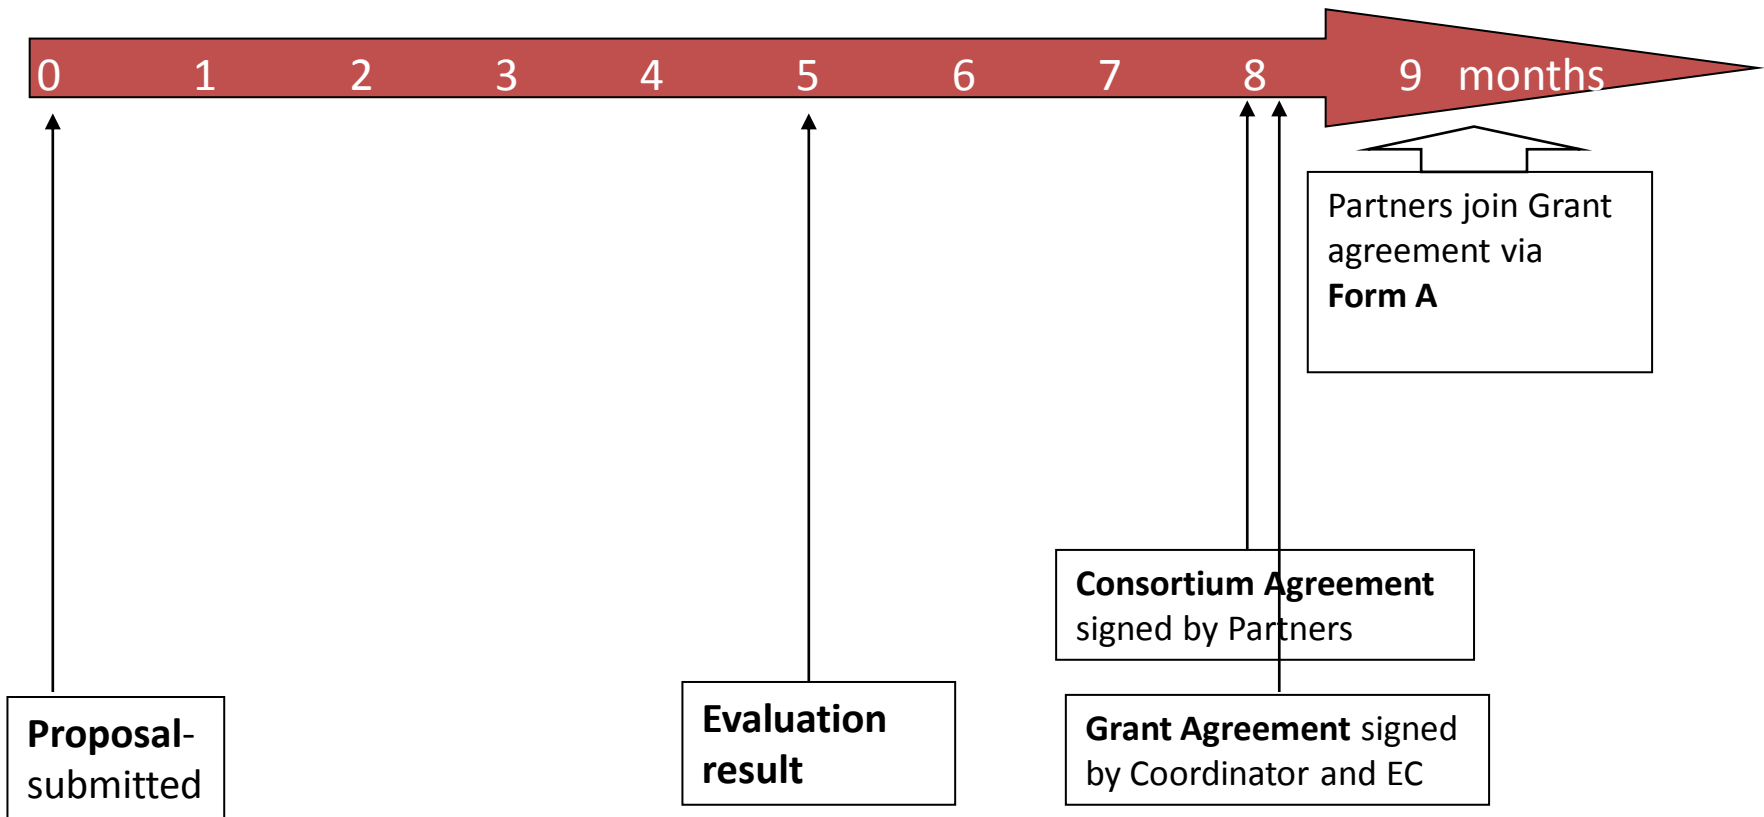 0 1 2 3 4 5 6 7 8 9 months
Partners join Grant
agreement via
Form A
Consortium Agreement
signed by Partners
Proposal-
submitted
Evaluation
result
Grant Agreement signed
by Coordinator and EC